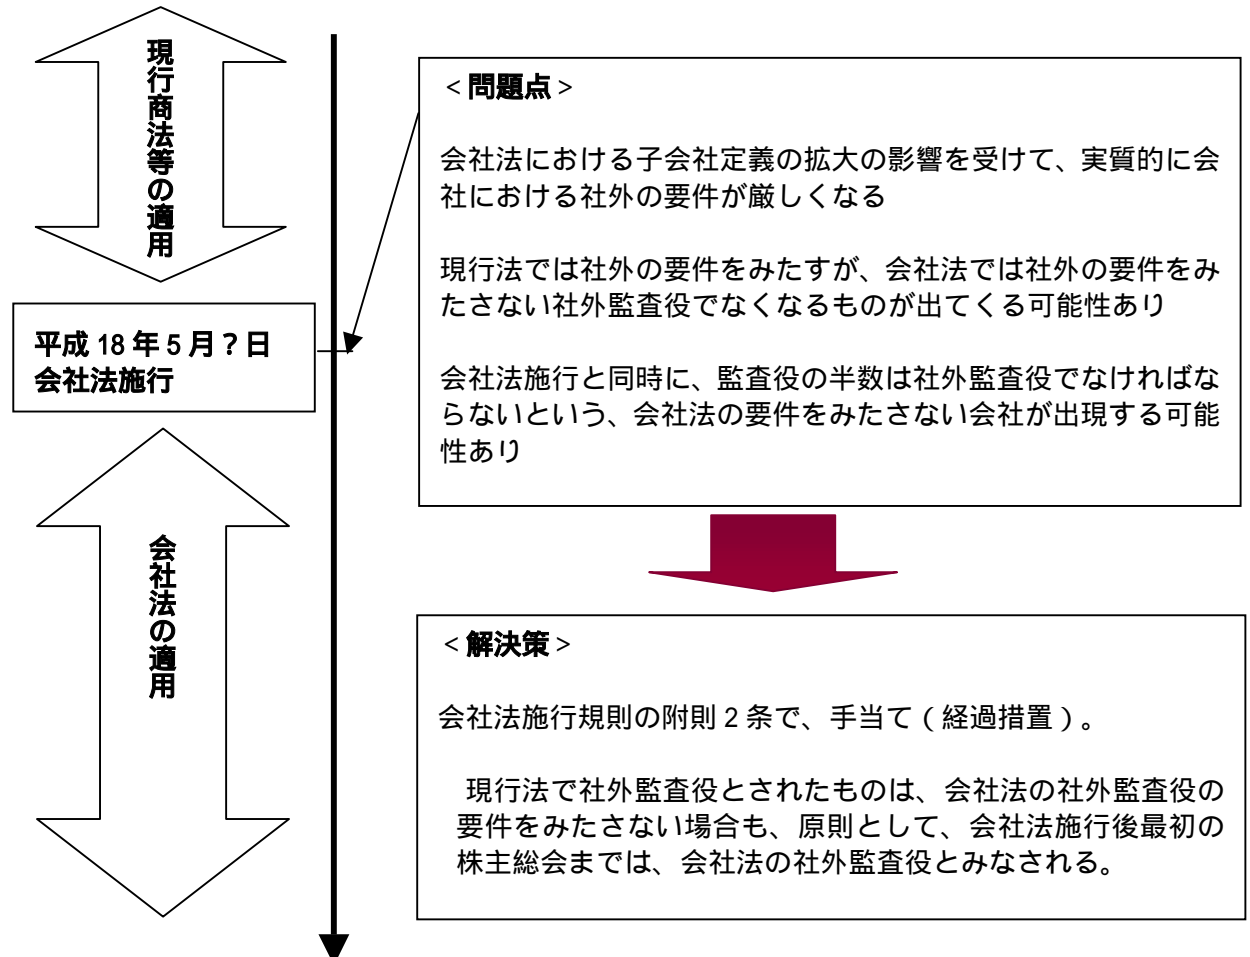 現行商法等の適用
平成 18 年 5 月?日
会社法施行
会社法の適用
<問題点>
会社法における子会社定義の拡大の影響を受けて、実質的に会
社における社外の要件が厳しくなる
現行法では社外の要件をみたすが、会社法では社外の要件をみ
たさない社外監査役でなくなるものが出てくる可能性あり
会社法施行と同時に、監査役の半数は社外監査役でなければな
らないという、会社法の要件をみたさない会社が出現する可能
性あり
<解決策>
会社法施行規則の附則 2 条で、手当て(経過措置)。
現行法で社外監査役とされたものは、会社法の社外監査役の
要件をみたさない場合も、原則として、会社法施行後最初の
株主総会までは、会社法の社外監査役とみなされる。